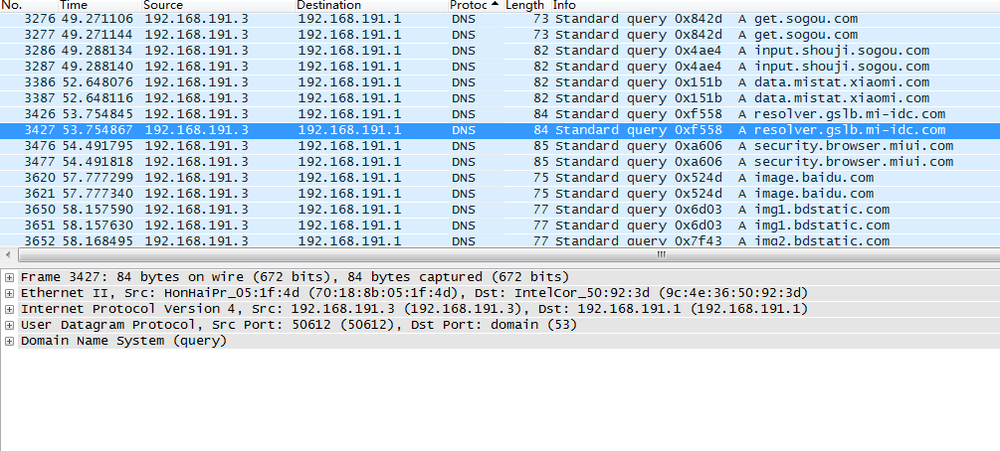 No. Time Source Destination Protoc Length Info
3276 49.271106 192.168.191.3 192.168.191.1 DNS 73 Standard query 0x842d A get.sogou.com
3277 49.271144 192.168.191.3 192.168.191.1 DNS 73 Standard query 0x842d A get.sogou.com
3286 49.288134 192.168.191.3 192.168.191.1 DNS 82 Standard query 0x4ae4 A input.shouji.sogou.com
3287 49.288140 192.168.191.3 192.168.191.1 DNS 82 Standard query 0x4ae4 A input.shouji.sogou.com
3386 52.648076 192.168.191.3 192.168.191.1 DNS 82 Standard query 0x151b A data.mistat.xiaomi.com
3387 52.648116 192.168.191.3 192.168.191.1 DNS 82 Standard query 0x151b A data.mistat.xiaomi.com
3426 53.754845 192.168.191.3 192.168.191.1 DNS 84 Standard query 0xf558 A resolver.gslb.mi-idc.com
3427 53.754867 192.168.191.3 192.168.191.1 DNS 84 Standard query 0xf558 A resolver.gslb.mi-idc.com
3476 54.491795 192.168.191.3 192.168.191.1 DNS 85 Standard query 0xa606 A security.browser.miui.com
3477 54.491818 192.168.191.3 192.168.191.1 DNS 85 Standard query 0xa606 A security.browser.miui.com
3620 57.777299 192.168.191.3 192.168.191.1 DNS 75 Standard query 0x524d A image.baidu.com
3621 57.777340 192.168.191.3 192.168.191.1 DNS 75 Standard query 0x524d A image.baidu.com
3650 58.157590 192.168.191.3 192.168.191.1 DNS 77 Standard query 0x6d03 A img1.bdstatic.com
3651 58.157630 192.168.191.3 192.168.191.1 DNS 77 Standard query 0x6d03 A img1.bdstatic.com
3652 58.168495 192.168.191.3 192.168.191.1 DNS 77 Standard query 0x7f43 A img2.bdstatic.com
Frame 3427: 84 bytes on wire (672 bits), 84 bytes captured (672 bits)
Ethernet II, Src: HonHaiPr_05:1f:4d (70:18:8b:05:1f:4d), Dst: IntelCor_50:92:3d (9c:4e:36:50:92:3d)
Internet Protocol Version 4, Src: 192.168.191.3 (192.168.191.3), Dst: 192.168.191.1 (192.168.191.1)
User Datagram Protocol, Src Port: 50612 (50612), Dst Port: domain (53)
Domain Name System (query)